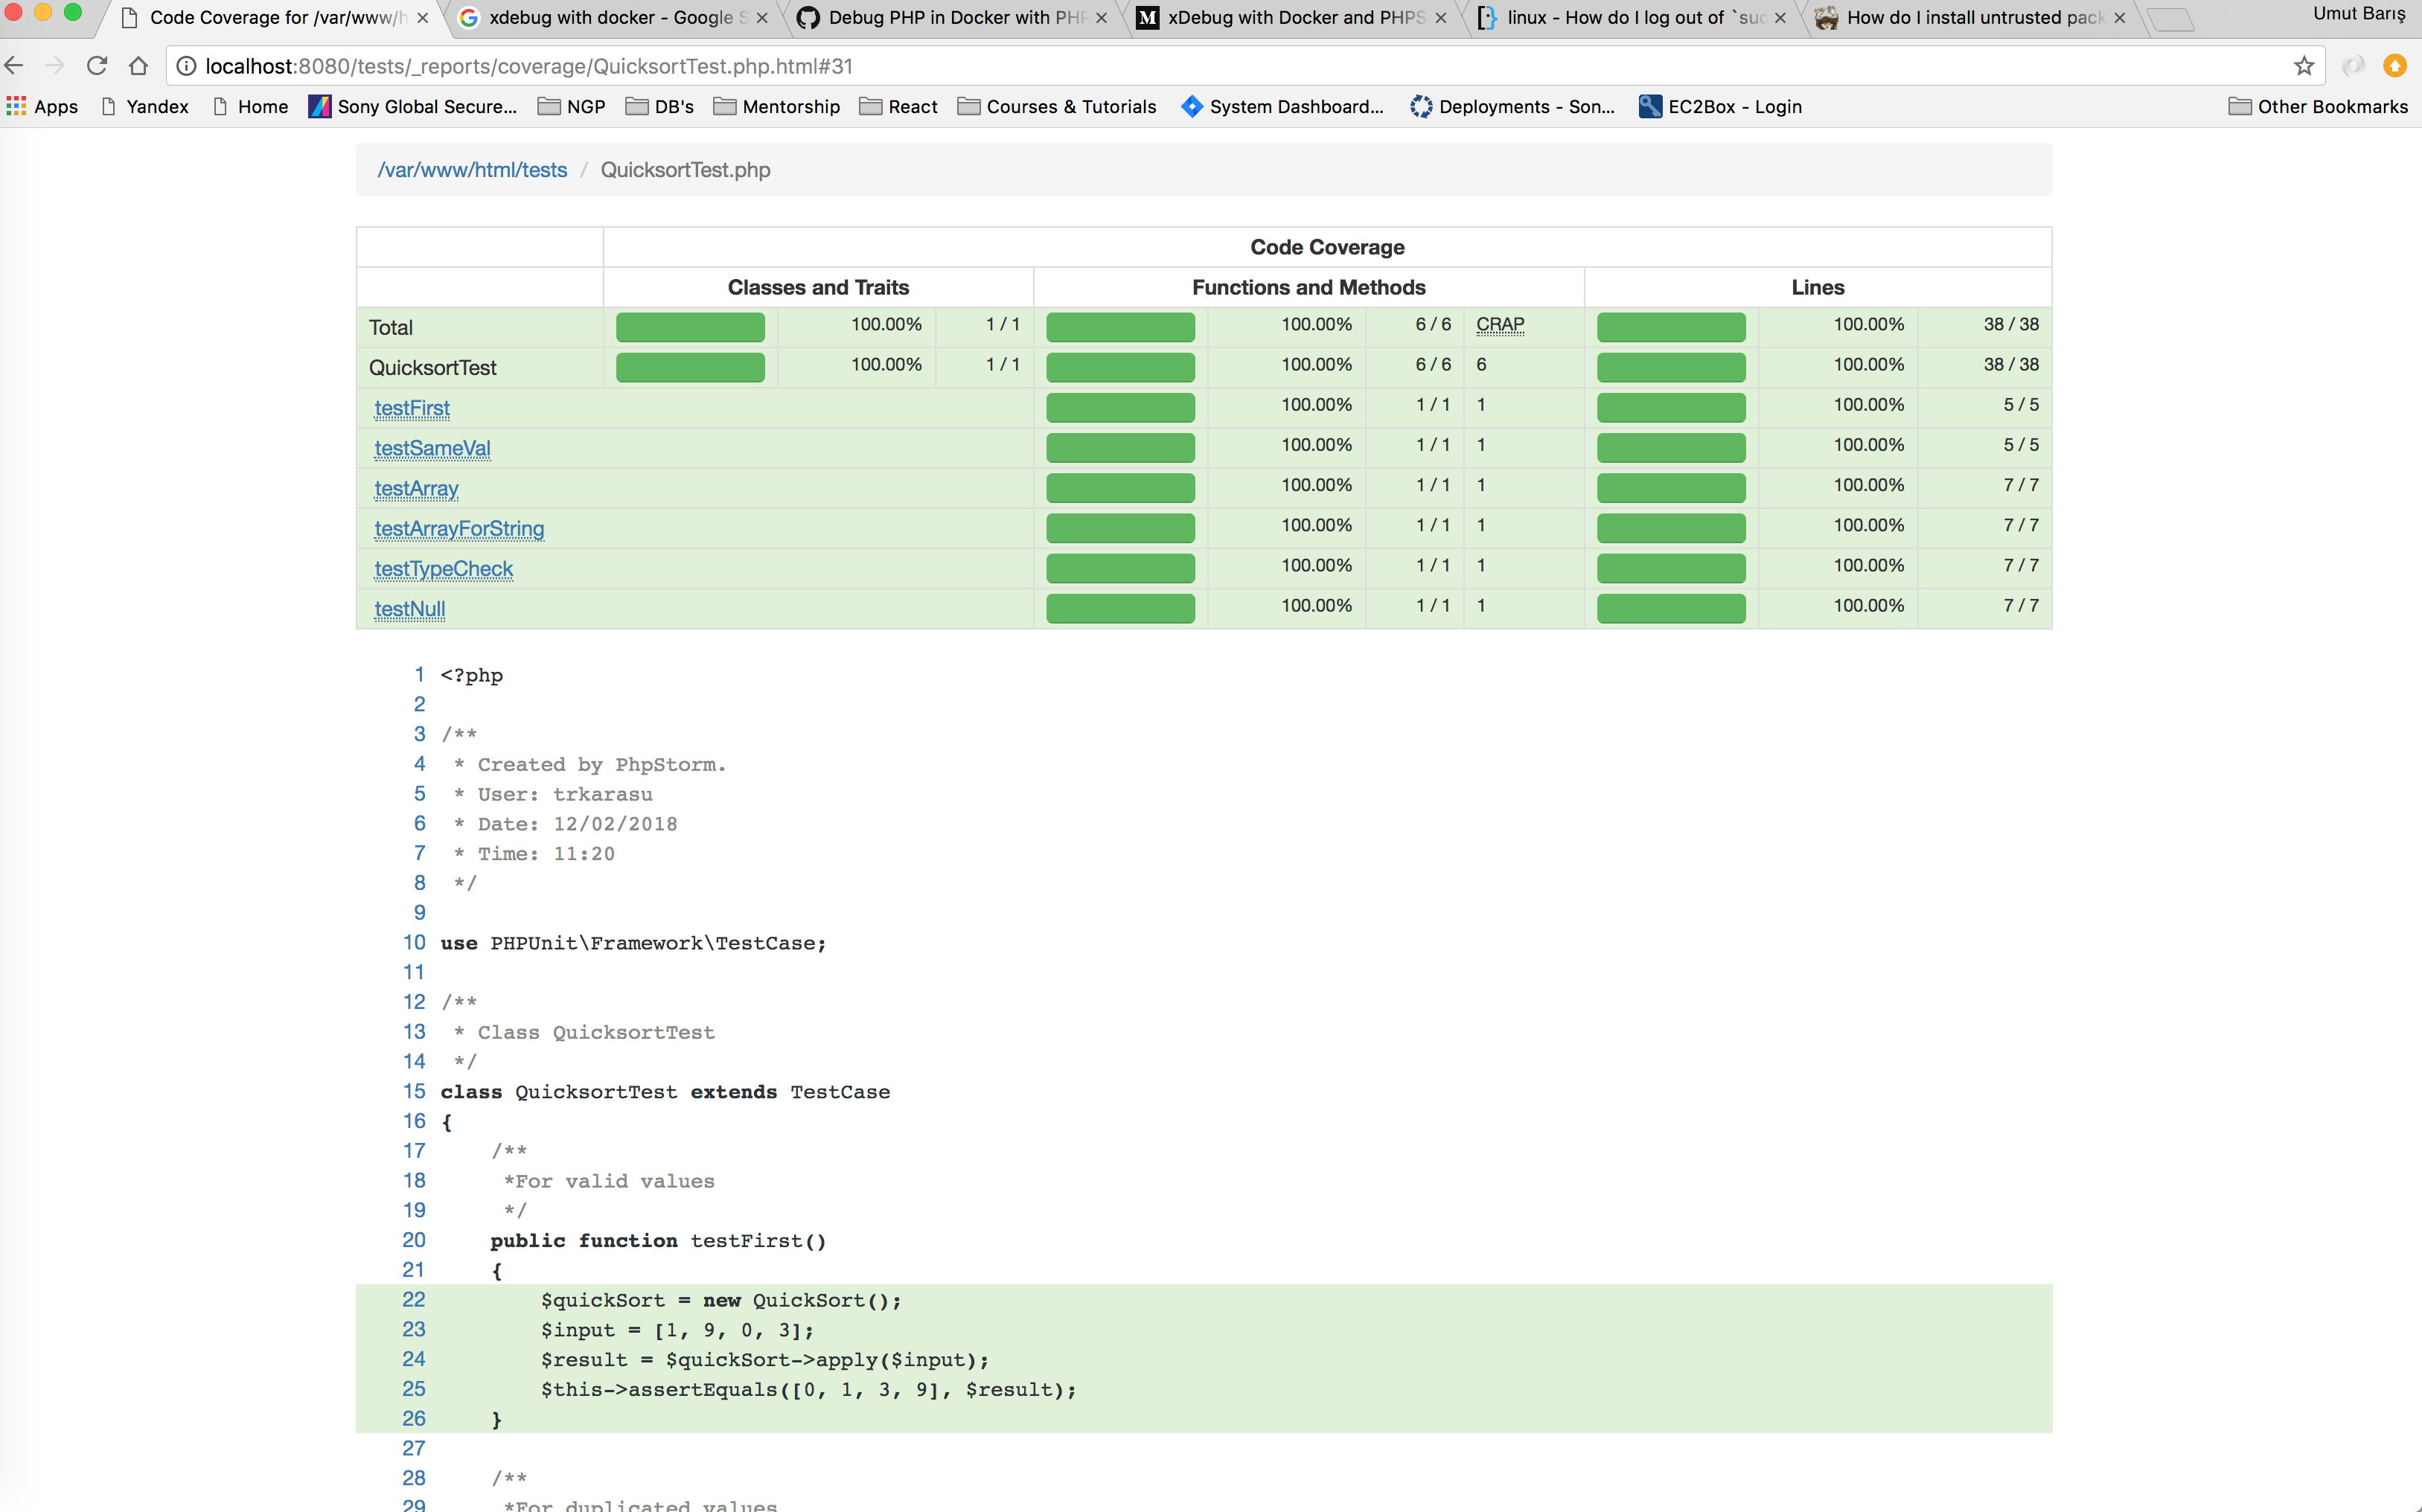 Code Coverage for /var/www/h
xdebug with docker - Google S
Debug PHP in Docker with PHP
xDebug with Docker and PHPS
linux - How do I log out of `suc
How do I install untrusted pack
Umut Barış
localhost:8080/tests/_reports/coverage/QuicksortTest.php.html#31
Apps Yandex Home Sony Global Secure... NGP DB's Mentorship React Courses & Tutorials System Dashboard... Deployments - Son... EC2Box - Login Other Bookmarks
/var/www/html/tests / QuicksortTest.php
Code Coverage
Classes and Traits Functions and Methods Lines
Total 100.00% 1 / 1 100.00% 6 / 6 CRAP 100.00% 38 / 38
QuicksortTest 100.00% 1 / 1 100.00% 6 / 6 6 100.00% 38 / 38
testFirst 100.00% 1 / 1 1 100.00% 5 / 5
testSameVal 100.00% 1 / 1 1 100.00% 5 / 5
testArray 100.00% 1 / 1 1 100.00% 7 / 7
testArrayForString 100.00% 1 / 1 1 100.00% 7 / 7
testTypeCheck 100.00% 1 / 1 1 100.00% 7 / 7
testNull 100.00% 1 / 1 1 100.00% 7 / 7
1 <?php
2
3 /**
4  * Created by PhpStorm.
5  * User: trkarasu
6  * Date: 12/02/2018
7  * Time: 11:20
8  */
9
10 use PHPUnit\Framework\TestCase;
11
12 /**
13  * Class QuicksortTest
14  */
15 class QuicksortTest extends TestCase
16 {
17     /**
18      *For valid values
19      */
20     public function testFirst()
21     {
22         $quickSort = new QuickSort();
23         $input = [1, 9, 0, 3];
24         $result = $quickSort->apply($input);
25         $this->assertEquals([0, 1, 3, 9], $result);
26     }
27
28     /**
29      *For duplicated values